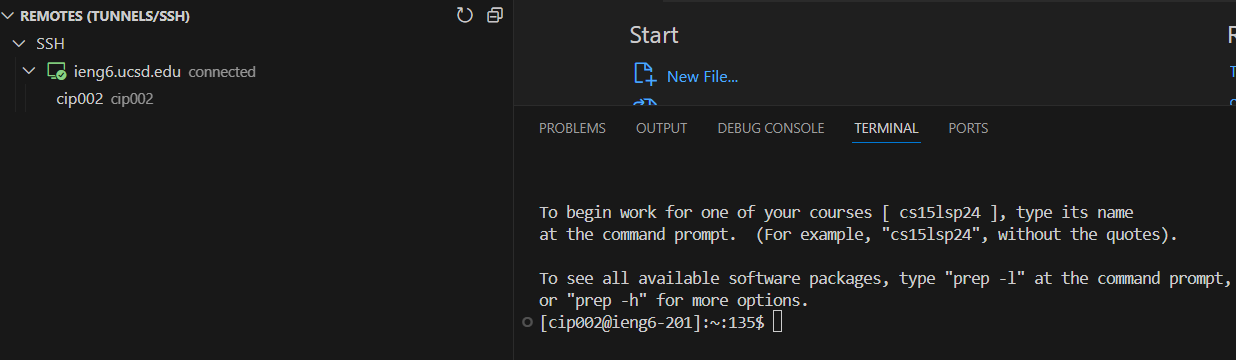 REMOTES (TUNNELS/SSH)
SSH
ieng6.ucsd.edu connected
cip002 cip002
Start
New File...
PROBLEMS OUTPUT DEBUG CONSOLE TERMINAL PORTS
To begin work for one of your courses [ cs15lsp24 ], type its name
at the command prompt.  (For example, "cs15lsp24", without the quotes).
To see all available software packages, type "prep -l" at the command prompt,
or "prep -h" for more options.
[cip002@ieng6-201]:~:135$